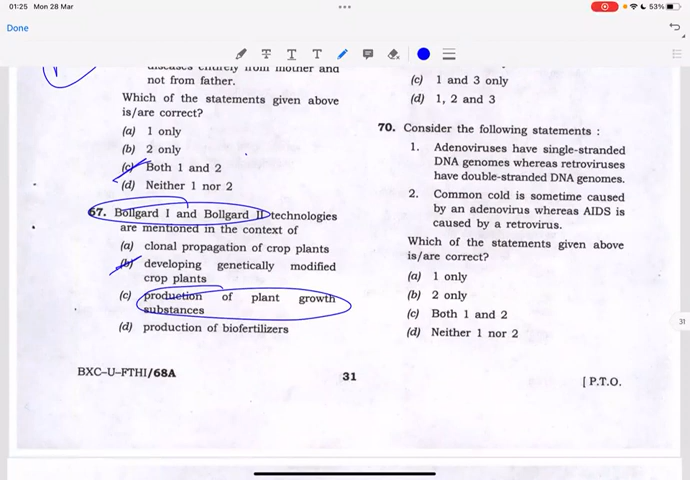 01:25 Mon 28 Mar
53%
Done
diseases entirely from mother and
not from father.
Which of the statements given above
is/are correct?
(a) 1 only
(b) 2 only
(c) Both 1 and 2
(d) Neither 1 nor 2
67. Bollgard I and Bollgard II technologies
are mentioned in the context of
(a) clonal propagation of crop plants
(b) developing genetically modified
crop plants
(c) production of plant growth
substances
(d) production of biofertilizers
(c) 1 and 3 only
(d) 1, 2 and 3
70. Consider the following statements :
1. Adenoviruses have single-stranded
DNA genomes whereas retroviruses
have double-stranded DNA genomes.
2. Common cold is sometime caused
by an adenovirus whereas AIDS is
caused by a retrovirus.
Which of the statements given above
is/are correct?
(a) 1 only
(b) 2 only
(c) Both 1 and 2
(d) Neither 1 nor 2
31
BXC-U-FTHI/68A
31
[ P.T.O.